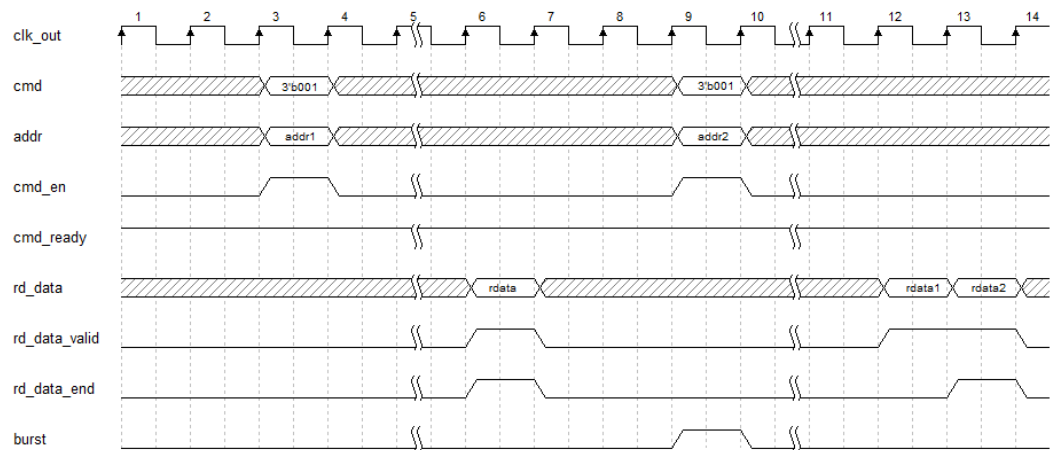 1 2 3 4 5 6 7 8 9 10 11 12 13 14
clk_out
cmd 3'b001 3'b001
addr addr1 addr2
cmd_en
cmd_ready
rd_data rdata rdata1 rdata2
rd_data_valid
rd_data_end
burst